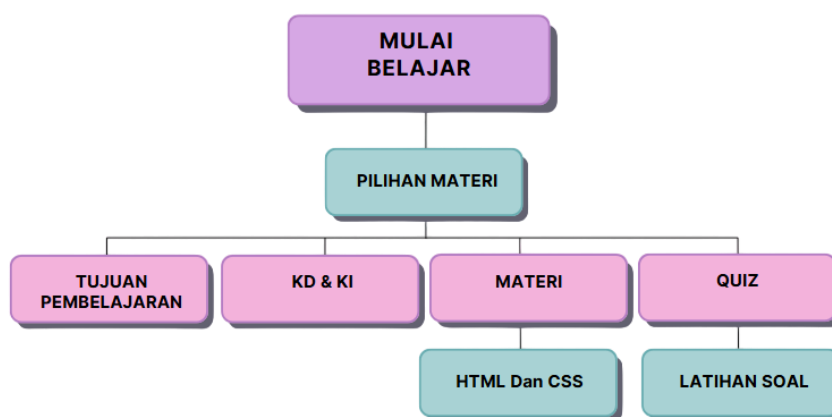 MULAI
BELAJAR
PILIHAN MATERI
TUJUAN
PEMBELAJARAN
KD & KI
MATERI
QUIZ
HTML Dan CSS
LATIHAN SOAL